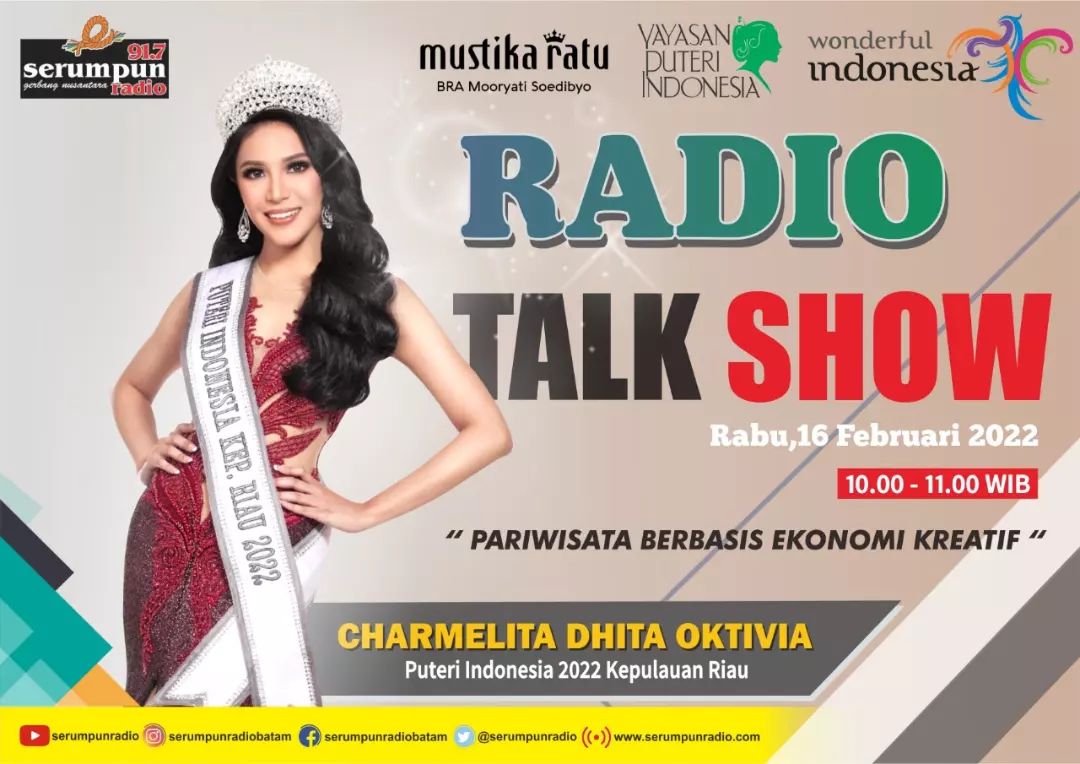 91.7
serumpun
gerbang nusantara
radio
mustika ratu
BRA Mooryati Soedibyo
YAYASAN
PUTERI
INDONESIA
wonderful
indonesia
RADIO
TALK SHOW
Rabu,16 Februari 2022
10.00 - 11.00 WIB
“ PARIWISATA BERBASIS EKONOMI KREATIF “
PUTERI INDONESIA KEP. RIAU 2022
CHARMELITA DHITA OKTIVIA
Puteri Indonesia 2022 Kepulauan Riau
serumpunradio serumpunradiobatam serumpunradiobatam @serumpunradio www.serumpunradio.com